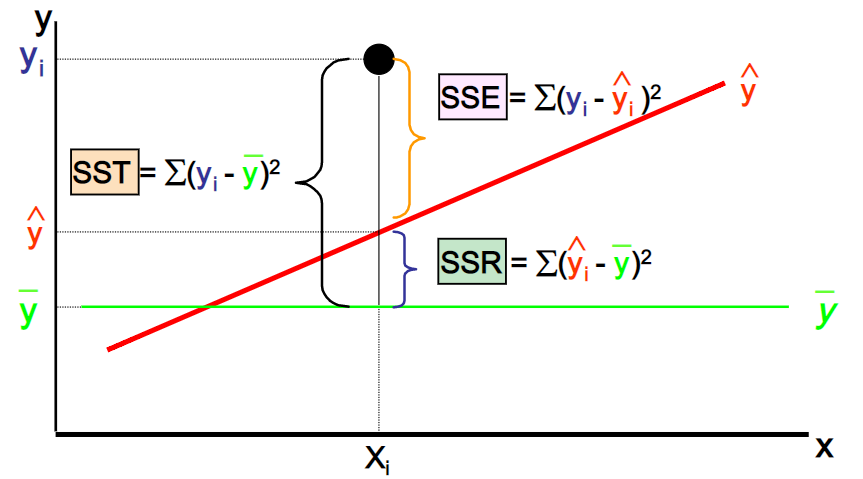 y
yᵢ
SSE = Σ(yᵢ - ŷᵢ)²
ŷ
SST = Σ(yᵢ - ȳ)²
ŷ
SSR = Σ(ŷᵢ - ȳ)²
ȳ
ȳ
x
Xᵢ